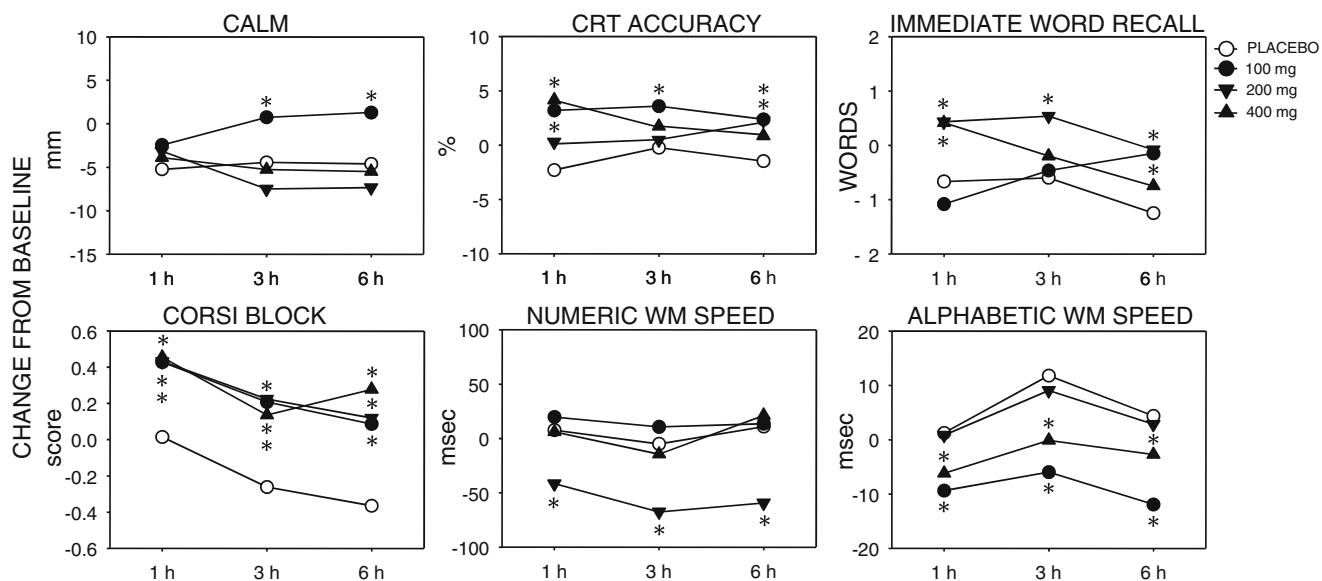 CALM
CRT ACCURACY
IMMEDIATE WORD RECALL
PLACEBO
100 mg
200 mg
400 mg
CHANGE FROM BASELINE
mm
10
5
0
-5
-10
-15
* *
1 h 3 h 6 h
%
10
5
0
-5
-10
* * * * *
1 h 3 h 6 h
WORDS
2
1
0
- 1
- 2
* * * * *
1 h 3 h 6 h
CORSI BLOCK
NUMERIC WM SPEED
ALPHABETIC WM SPEED
score
0.6
0.4
0.2
0.0
-0.2
-0.4
-0.6
* * * * * * * * *
1 h 3 h 6 h
msec
100
50
0
-50
-100
* * *
1 h 3 h 6 h
msec
20
10
0
-10
-20
* * * * * *
1 h 3 h 6 h